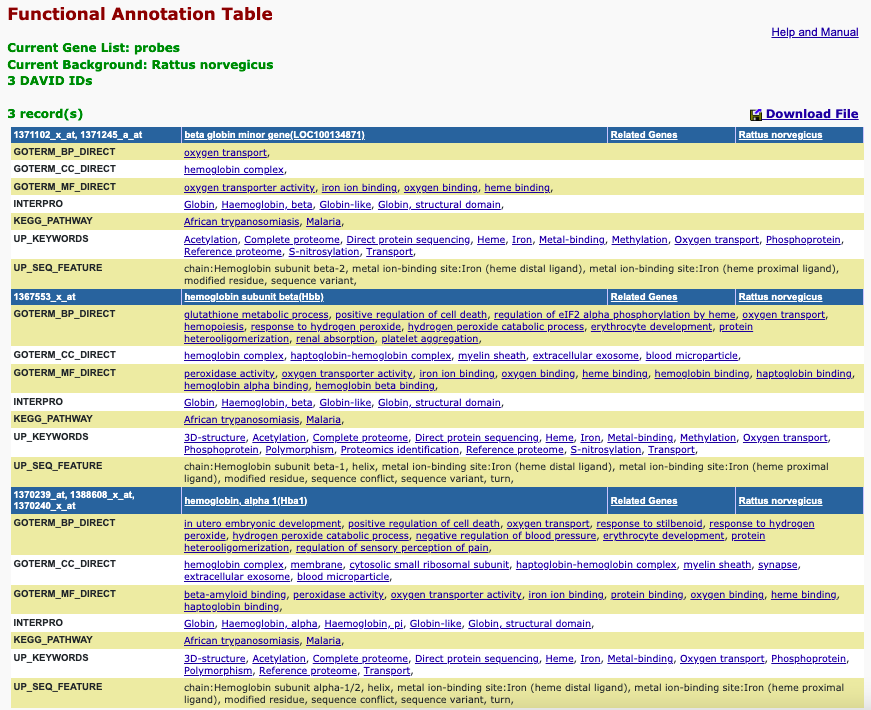 Functional Annotation Table
Help and Manual
Current Gene List: probes
Current Background: Rattus norvegicus
3 DAVID IDs
3 record(s)
Download File
1371102_x_at, 1371245_a_at beta globin minor gene(LOC100134871) Related Genes Rattus norvegicus
GOTERM_BP_DIRECT oxygen transport,
GOTERM_CC_DIRECT hemoglobin complex,
GOTERM_MF_DIRECT oxygen transporter activity, iron ion binding, oxygen binding, heme binding,
INTERPRO Globin, Haemoglobin, beta, Globin-like, Globin, structural domain,
KEGG_PATHWAY African trypanosomiasis, Malaria,
UP_KEYWORDS Acetylation, Complete proteome, Direct protein sequencing, Heme, Iron, Metal-binding, Methylation, Oxygen transport, Phosphoprotein,
Reference proteome, S-nitrosylation, Transport,
UP_SEQ_FEATURE chain:Hemoglobin subunit beta-2, metal ion-binding site:Iron (heme distal ligand), metal ion-binding site:Iron (heme proximal ligand),
modified residue, sequence variant,
1367553_x_at hemoglobin subunit beta(Hbb) Related Genes Rattus norvegicus
GOTERM_BP_DIRECT glutathione metabolic process, positive regulation of cell death, regulation of eIF2 alpha phosphorylation by heme, oxygen transport,
hemopoiesis, response to hydrogen peroxide, hydrogen peroxide catabolic process, erythrocyte development, protein
heterooligomerization, renal absorption, platelet aggregation,
GOTERM_CC_DIRECT hemoglobin complex, haptoglobin-hemoglobin complex, myelin sheath, extracellular exosome, blood microparticle,
GOTERM_MF_DIRECT peroxidase activity, oxygen transporter activity, iron ion binding, oxygen binding, heme binding, hemoglobin binding, haptoglobin binding,
hemoglobin alpha binding, hemoglobin beta binding,
INTERPRO Globin, Haemoglobin, beta, Globin-like, Globin, structural domain,
KEGG_PATHWAY African trypanosomiasis, Malaria,
UP_KEYWORDS 3D-structure, Acetylation, Complete proteome, Direct protein sequencing, Heme, Iron, Metal-binding, Methylation, Oxygen transport,
Phosphoprotein, Polymorphism, Proteomics identification, Reference proteome, S-nitrosylation, Transport,
UP_SEQ_FEATURE chain:Hemoglobin subunit beta-1, helix, metal ion-binding site:Iron (heme distal ligand), metal ion-binding site:Iron (heme proximal
ligand), modified residue, sequence conflict, sequence variant, turn,
1370239_at, 1388608_x_at,
1370240_x_at hemoglobin, alpha 1(Hba1) Related Genes Rattus norvegicus
GOTERM_BP_DIRECT in utero embryonic development, positive regulation of cell death, oxygen transport, response to stilbenoid, response to hydrogen
peroxide, hydrogen peroxide catabolic process, negative regulation of blood pressure, erythrocyte development, protein
heterooligomerization, regulation of sensory perception of pain,
GOTERM_CC_DIRECT hemoglobin complex, membrane, cytosolic small ribosomal subunit, haptoglobin-hemoglobin complex, myelin sheath, synapse,
extracellular exosome, blood microparticle,
GOTERM_MF_DIRECT beta-amyloid binding, peroxidase activity, oxygen transporter activity, iron ion binding, protein binding, oxygen binding, heme binding,
haptoglobin binding,
INTERPRO Globin, Haemoglobin, alpha, Haemoglobin, pi, Globin-like, Globin, structural domain,
KEGG_PATHWAY African trypanosomiasis, Malaria,
UP_KEYWORDS 3D-structure, Acetylation, Complete proteome, Direct protein sequencing, Heme, Iron, Metal-binding, Oxygen transport, Phosphoprotein,
Polymorphism, Reference proteome, Transport,
UP_SEQ_FEATURE chain:Hemoglobin subunit alpha-1/2, helix, metal ion-binding site:Iron (heme distal ligand), metal ion-binding site:Iron (heme proximal
ligand), modified residue, sequence conflict, sequence variant, turn,